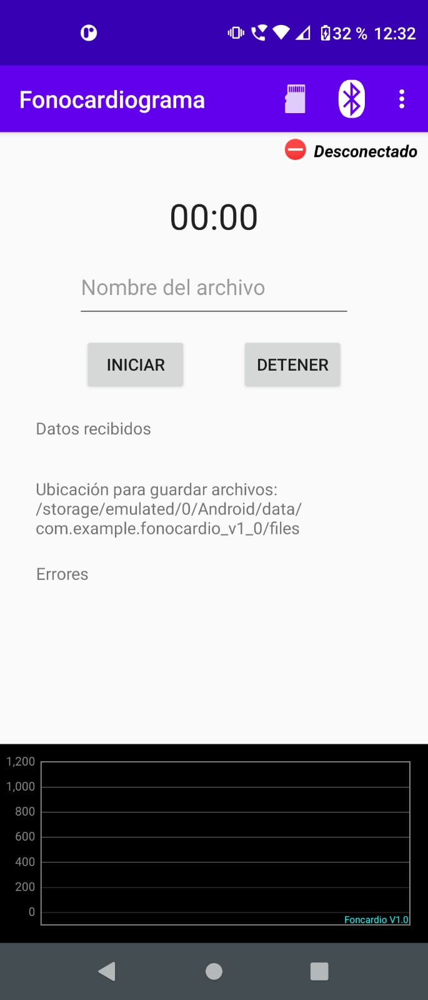 32 % 12:32
Fonocardiograma
Desconectado
00:00
Nombre del archivo
INICIAR DETENER
Datos recibidos
Ubicación para guardar archivos:
/storage/emulated/0/Android/data/
com.example.fonocardio_v1_0/files
Errores
1,200
1,000
800
600
400
200
0
Foncardio V1.0